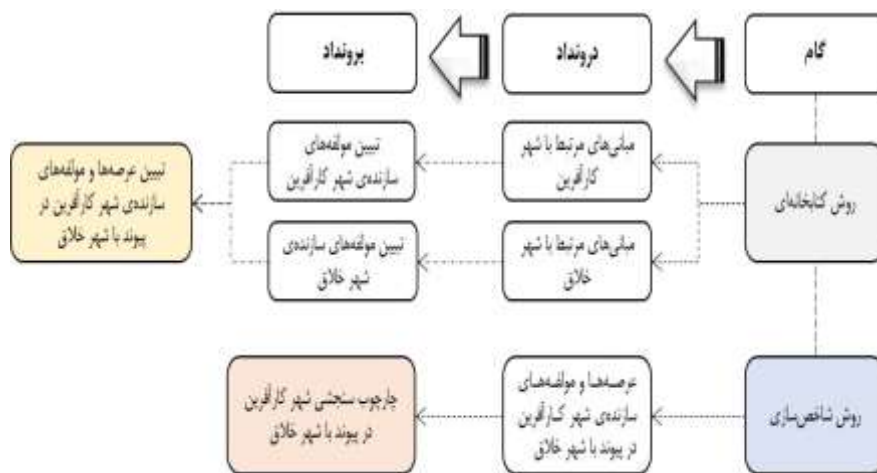 گام
درونداد
برونداد
روش کتابخانه‌ای
مبانی‌های مرتبط با شهر
کارآفرین
تبیین مولفه‌های
سازنده‌ی شهر کارآفرین
مبانی‌های مرتبط با شهر
خلاق
تبیین مولفه‌های سازنده‌ی
شهر خلاق
تبیین عرصه‌ها و مولفه‌های
سازنده‌ی شهر کارآفرین در
پیوند با شهر خلاق
روش شاخص‌سازی
عرصه‌ها و مولفه‌های
سازنده‌ی شهر کارآفرین
در پیوند با شهر خلاق
چارچوب سنجشی شهر کارآفرین
در پیوند با شهر خلاق